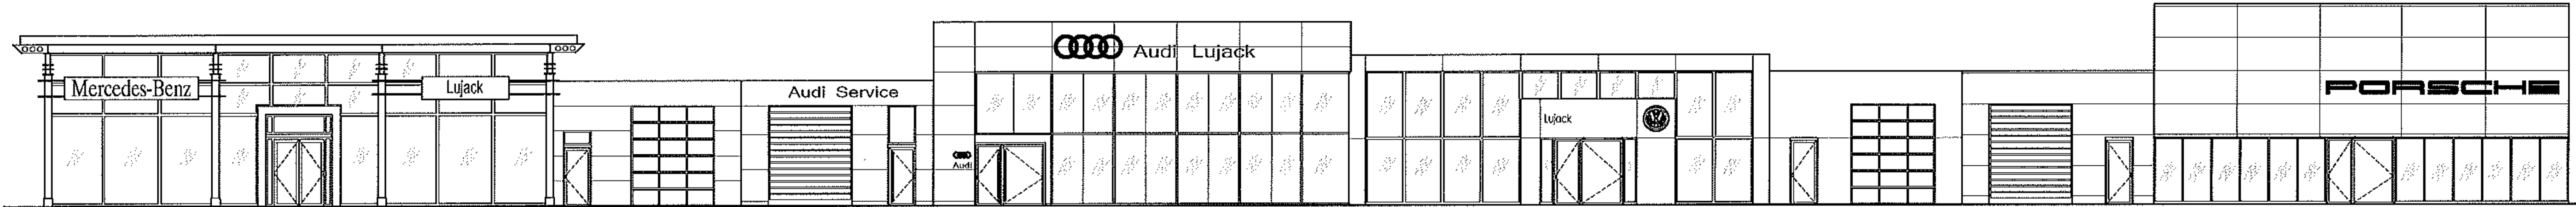 Mercedes-Benz
Lujack
Audi Service
Audi Lujack
Audi
Lujack
PORSCHE